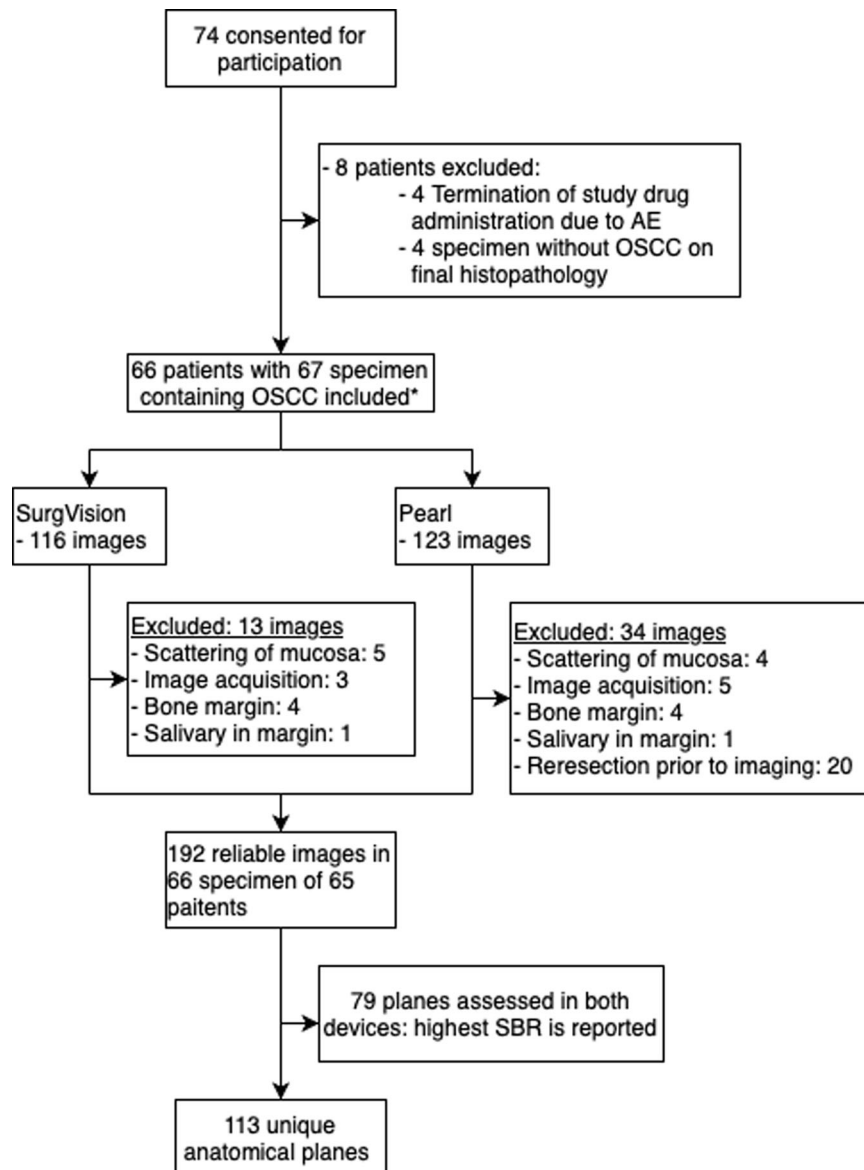 74 consented for
participation
- 8 patients excluded:
- 4 Termination of study drug
administration due to AE
- 4 specimen without OSCC on
final histopathology
66 patients with 67 specimen
containing OSCC included*
SurgVision
- 116 images
Pearl
- 123 images
Excluded: 13 images
- Scattering of mucosa: 5
- Image acquisition: 3
- Bone margin: 4
- Salivary in margin: 1
Excluded: 34 images
- Scattering of mucosa: 4
- Image acquisition: 5
- Bone margin: 4
- Salivary in margin: 1
- Reresection prior to imaging: 20
192 reliable images in
66 specimen of 65
paitents
79 planes assessed in both
devices: highest SBR is reported
113 unique
anatomical planes